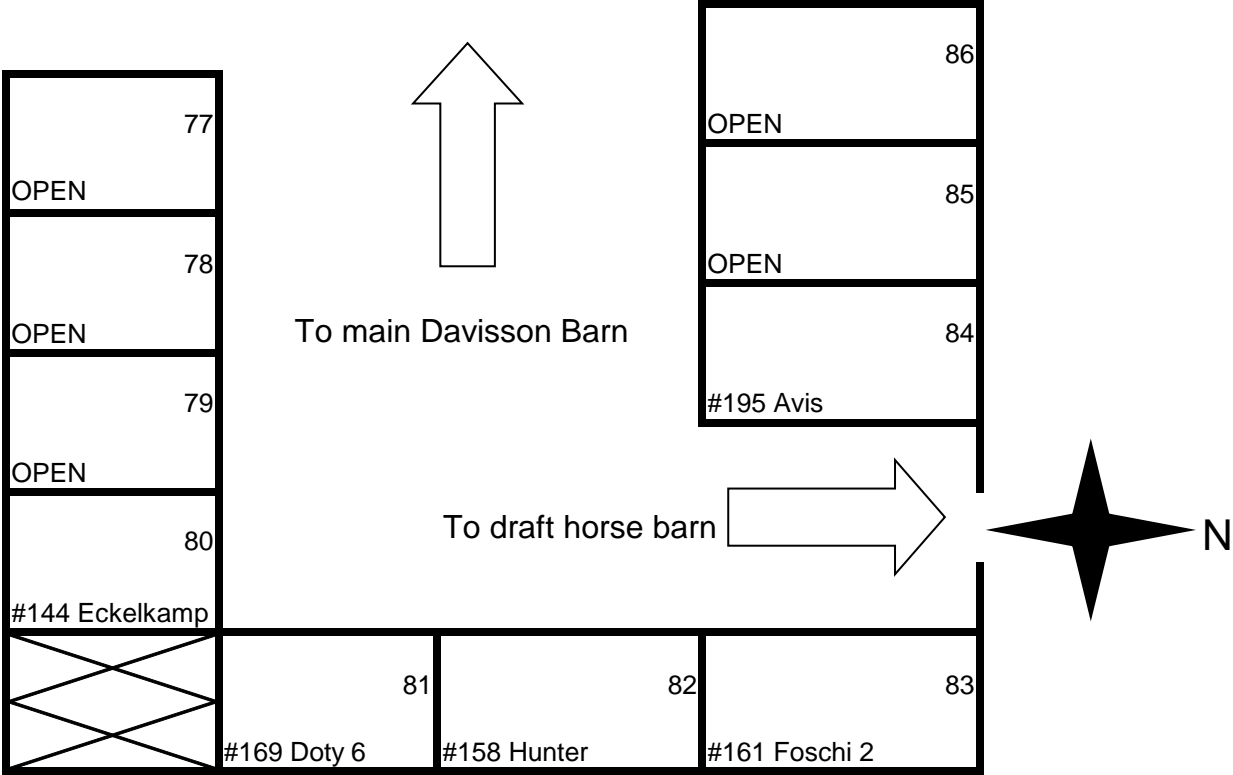 86
OPEN
77
OPEN
85
OPEN
78
OPEN
To main Davisson Barn
84
#195 Avis
79
OPEN
To draft horse barn
N
80
#144 Eckelkamp
81
#169 Doty 6
82
#158 Hunter
83
#161 Foschi 2